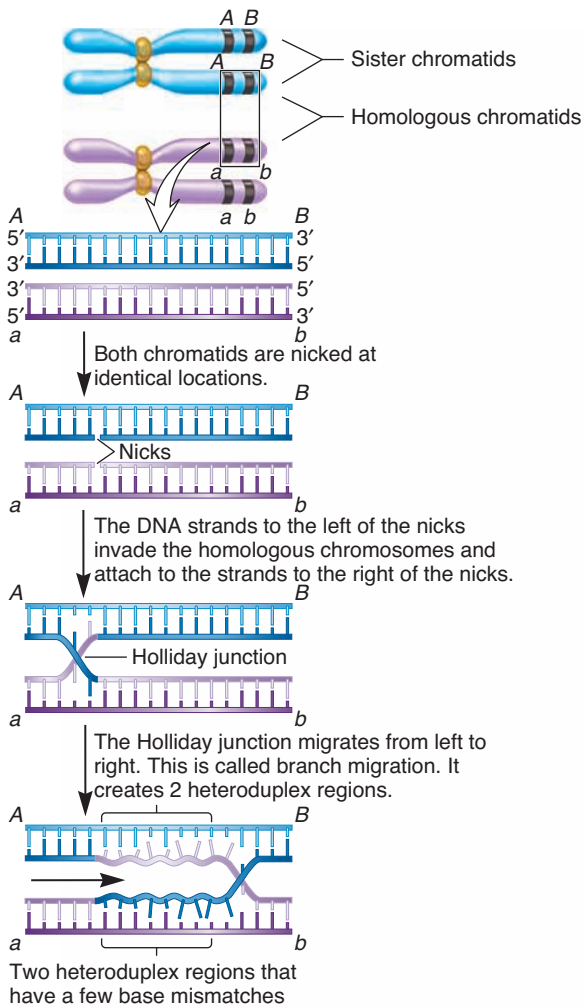 A B
Sister chromatids
A B
Homologous chromatids
a b
a b
A B
5′ 3′
3′ 5′
3′ 5′
5′ 3′
a b
Both chromatids are nicked at
identical locations.
A B
Nicks
a b
The DNA strands to the left of the nicks
invade the homologous chromosomes and
attach to the strands to the right of the nicks.
A B
Holliday junction
a b
The Holliday junction migrates from left to
right. This is called branch migration. It
creates 2 heteroduplex regions.
A B
a b
Two heteroduplex regions that
have a few base mismatches